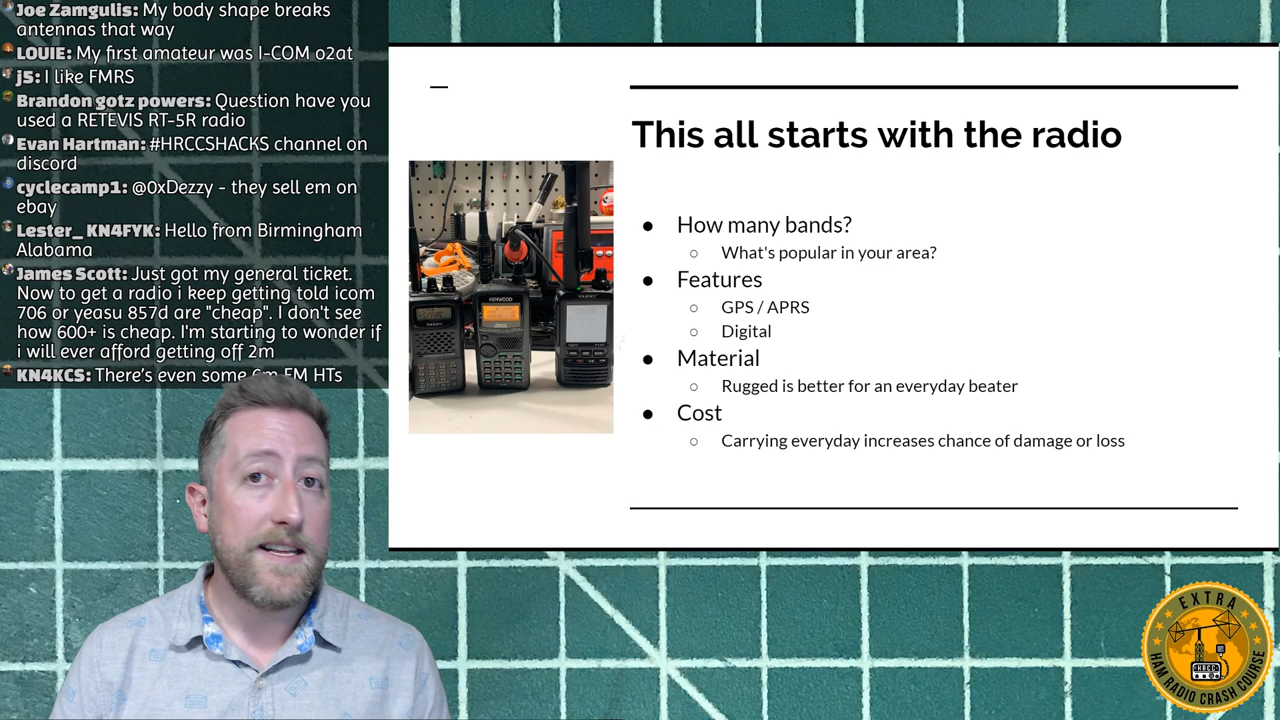 Joe Zamgulis: My body shape breaks
antennas that way
LOUIE: My first amateur was I-COM o2at
jS: I like FMRS
Brandon gotz powers: Question have you
used a RETEVIS RT-5R radio
Evan Hartman: #HRCCSHACKS channel on
discord
cyclecamp1: @0xDezzy - they sell em on
ebay
Laster_ KN4FYK: Hello from Birmingham
Alabama
James Scott: Just got my general ticket.
Now to get a radio i keep getting told icom
706 or yeasu 857d are "cheap". I don't see
how 600+ is cheap. I'm starting to wonder if
i will ever afford getting off 2m
KN4KCS: There's even some 6m FM HTs
This all starts with the radio
● How many bands?
○ What's popular in your area?
● Features
○ GPS / APRS
○ Digital
● Material
○ Rugged is better for an everyday beater
● Cost
○ Carrying everyday increases chance of damage or loss
KENWOOD
EXTRA
HRCC
HAM RADIO CRASH COURSE